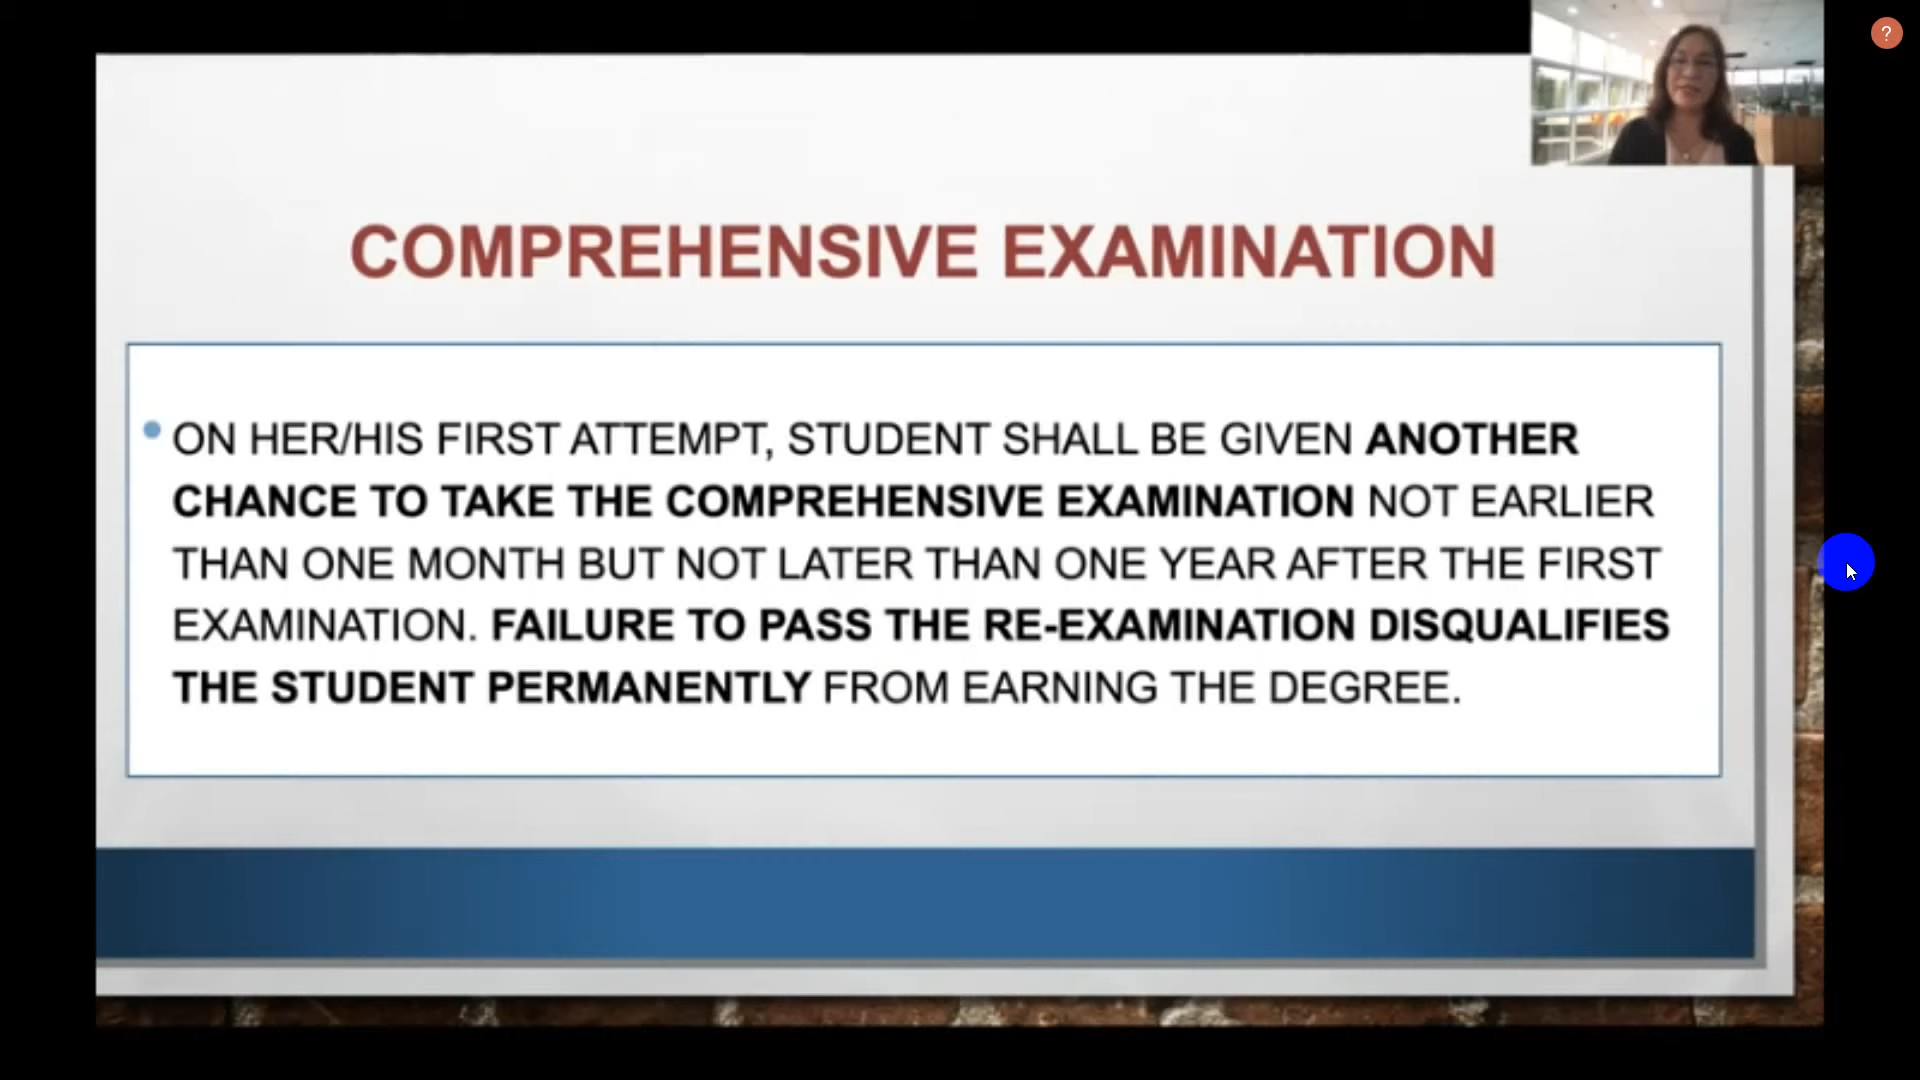 ?
COMPREHENSIVE EXAMINATION
• ON HER/HIS FIRST ATTEMPT, STUDENT SHALL BE GIVEN ANOTHER
CHANCE TO TAKE THE COMPREHENSIVE EXAMINATION NOT EARLIER
THAN ONE MONTH BUT NOT LATER THAN ONE YEAR AFTER THE FIRST
EXAMINATION. FAILURE TO PASS THE RE-EXAMINATION DISQUALIFIES
THE STUDENT PERMANENTLY FROM EARNING THE DEGREE.